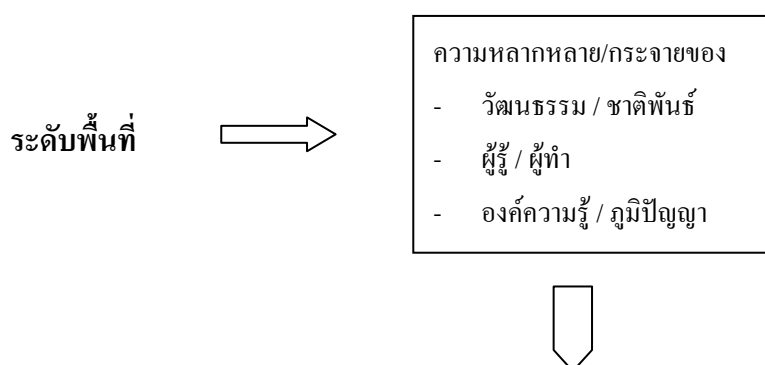 ความหลากหลาย/กระจายของ
- วัฒนธรรม / ชาติพันธ์
ระดับพื้นที่
- ผู้รู้ / ผู้ทำ
- องค์ความรู้ / ภูมิปัญญา